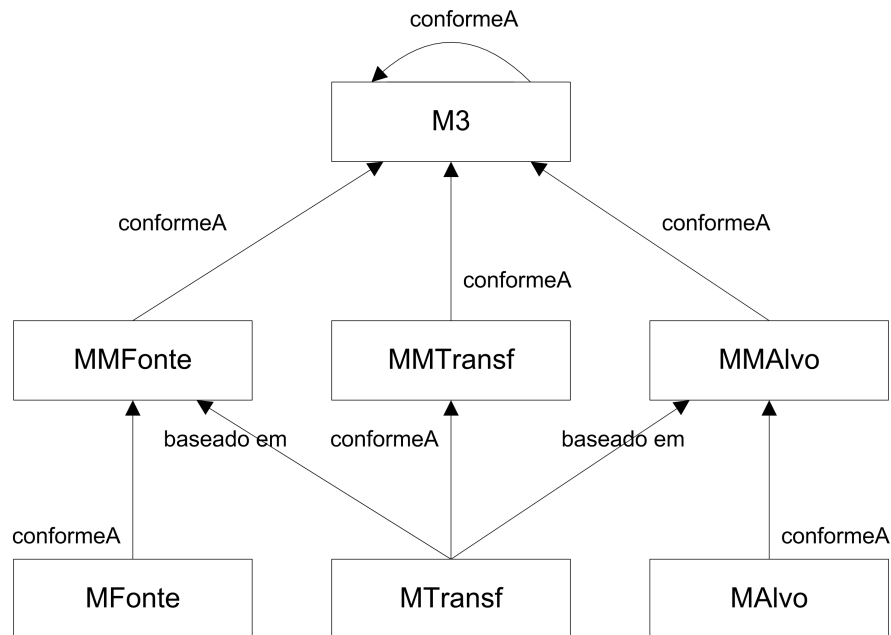 conformeA
M3
conformeA
conformeA
conformeA
MMFonte
MMTransf
MMAlvo
baseado em
conformeA
baseado em
conformeA
conformeA
MFonte
MTransf
MAlvo